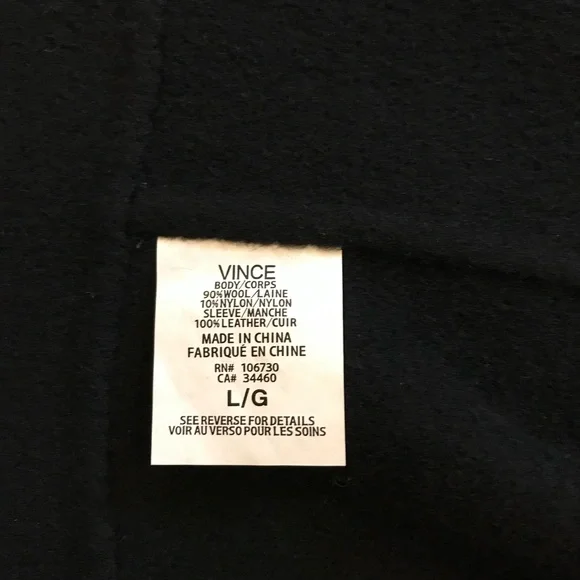 VINCE
BODY/CORPS
90%WOOL/LAINE
10%NYLON/NYLON
SLEEVE/MANCHE
100%LEATHER/CUIR
MADE IN CHINA
FABRIQUÉ EN CHINE
RN# 106730
CA# 34460
L/G
SEE REVERSE FOR DETAILS
VOIR AU VERSO POUR LES SOINS